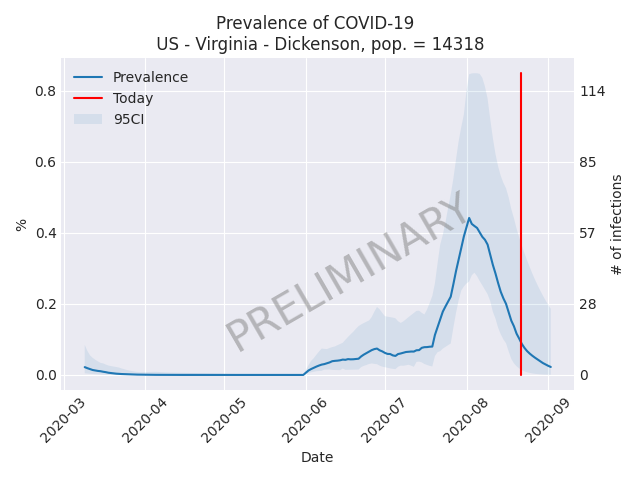 Prevalence of COVID-19
US - Virginia - Dickenson, pop. = 14318
Prevalence
Today
95CI
PRELIMINARY
%
0.8
0.6
0.4
0.2
0.0
114
85
57
28
0
# of infections
2020-03
2020-04
2020-05
2020-06
2020-07
2020-08
2020-09
Date